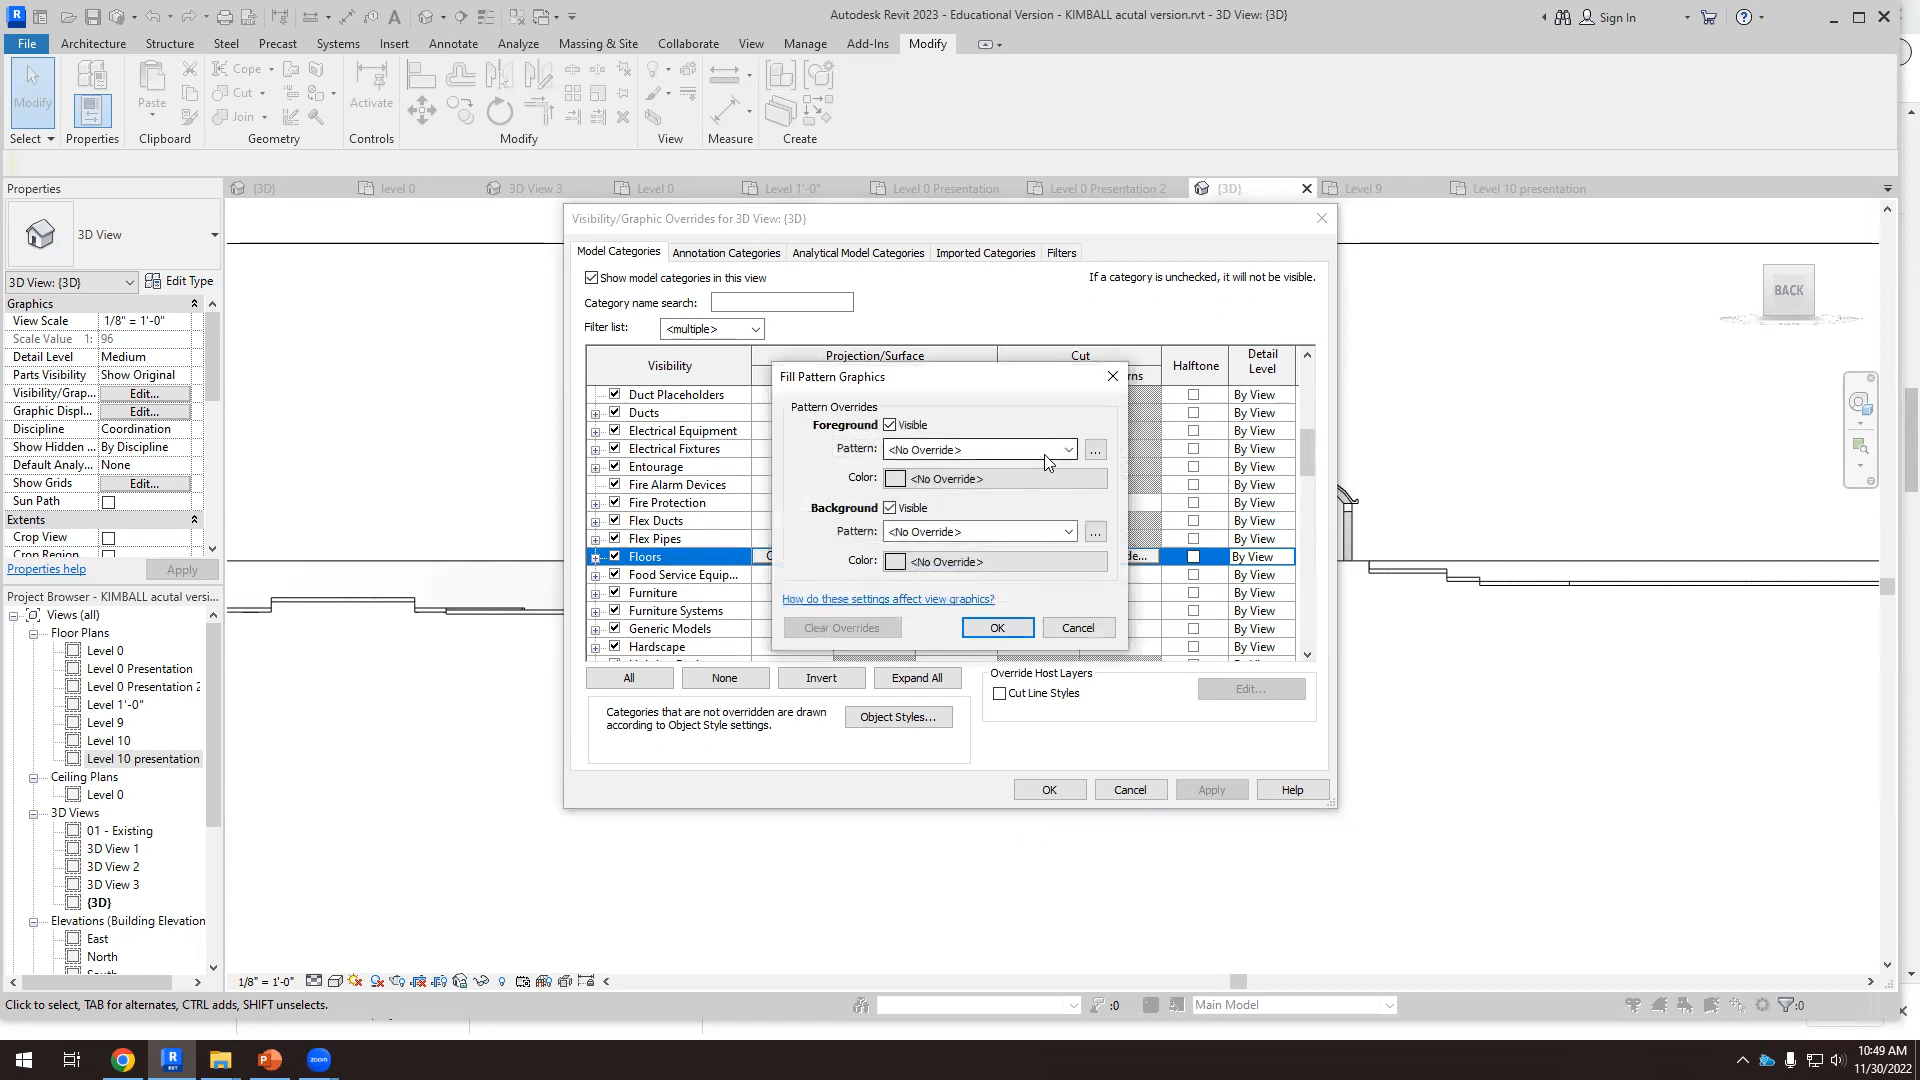 Autodesk Revit 2023 - Educational Version - KIMBALL acutal version.rvt - 3D View: {3D}
Sign In
File Architecture Structure Steel Precast Systems Insert Annotate Analyze Massing & Site Collaborate View Manage Add-Ins Modify
Cope
Cut
Join
Modify Paste Activate
Select Properties Clipboard Geometry Controls Modify View Measure Create
Properties
{3D} level 0 3D View 3 Level 0 Level 1'-0" Level 0 Presentation Level 0 Presentation 2 {3D} Level 9 Level 10 presentation
3D View
3D View: {3D} Edit Type
Graphics
View Scale 1/8" = 1'-0"
Scale Value 1: 96
Detail Level Medium
Parts Visibility Show Original
Visibility/Grap... Edit...
Graphic Displ... Edit...
Discipline Coordination
Show Hidden ... By Discipline
Default Analy... None
Show Grids Edit...
Sun Path
Extents
Crop View
Crop Region
Properties help Apply
Project Browser - KIMBALL acutal versi...
Views (all)
Floor Plans
Level 0
Level 0 Presentation
Level 0 Presentation 2
Level 1'-0"
Level 9
Level 10
Level 10 presentation
Ceiling Plans
Level 0
3D Views
01 - Existing
3D View 1
3D View 2
3D View 3
{3D}
Elevations (Building Elevation
East
North
South
Visibility/Graphic Overrides for 3D View: {3D}
Model Categories Annotation Categories Analytical Model Categories Imported Categories Filters
Show model categories in this view If a category is unchecked, it will not be visible.
Category name search:
Filter list: <multiple>
Visibility Projection/Surface Cut Halftone Detail Level
rns
Duct Placeholders By View
Ducts By View
Electrical Equipment By View
Electrical Fixtures By View
Entourage By View
Fire Alarm Devices By View
Fire Protection By View
Flex Ducts By View
Flex Pipes By View
Floors de... By View
Food Service Equip... By View
Furniture By View
Furniture Systems By View
Generic Models By View
Hardscape By View
Fill Pattern Graphics
Pattern Overrides
Foreground Visible
Pattern: <No Override> ...
Color: <No Override>
Background Visible
Pattern: <No Override> ...
Color: <No Override>
How do these settings affect view graphics?
Clear Overrides OK Cancel
All None Invert Expand All
Override Host Layers
Cut Line Styles Edit...
Categories that are not overridden are drawn
according to Object Style settings.
Object Styles...
OK Cancel Apply Help
BACK
1/8" = 1'-0"
Click to select, TAB for alternates, CTRL adds, SHIFT unselects.
:0 Main Model :0
zoom
10:49 AM
11/30/2022